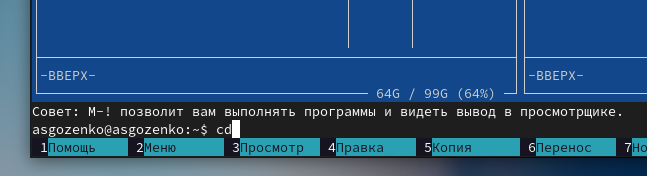 -ВВЕРХ-
-ВВЕРХ-
64G / 99G (64%)
Совет: M-! позволит вам выполнять программы и видеть вывод в просмотрщике.
asgozenko@asgozenko:~$ cd
1Помощь 2Меню 3Просмотр 4Правка 5Копия 6Перенос 7Но